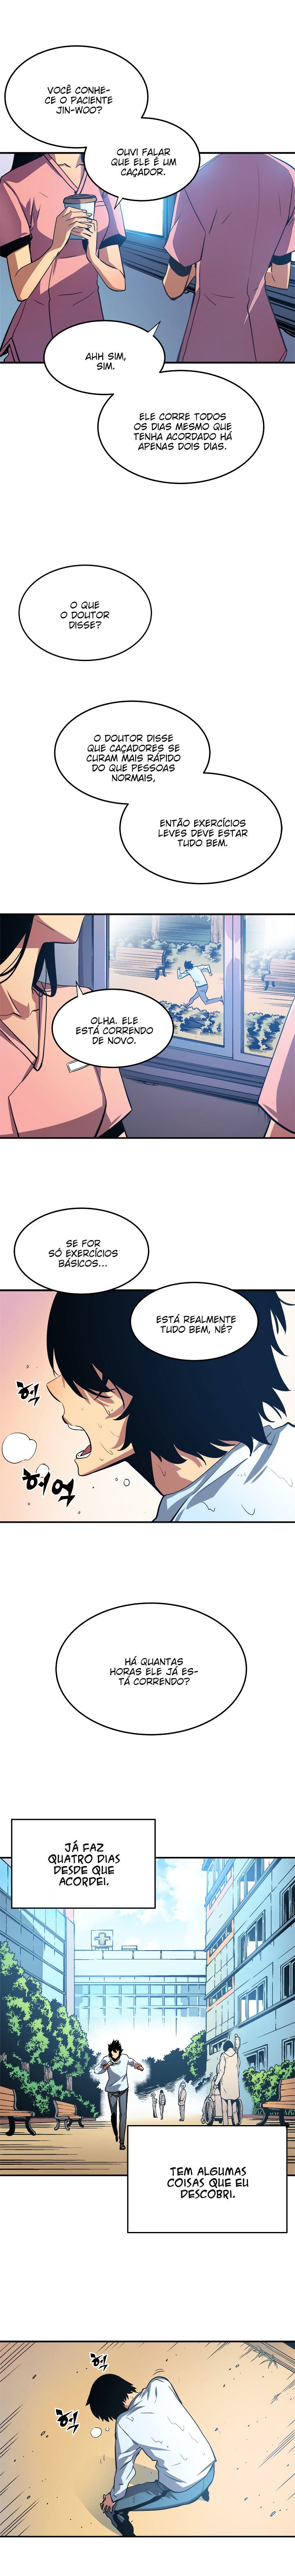 VOCÊ CONHE-
CE O PACIENTE
JIN-WOO?
OUVI FALAR
QUE ELE É UM
CAÇADOR.
AHH SIM,
SIM.
ELE CORRE TODOS
OS DIAS MESMO QUE
TENHA ACORDADO HÁ
APENAS DOIS DIAS.
O QUE
O DOUTOR
DISSE?
O DOUTOR DISSE
QUE CAÇADORES SE
CURAM MAIS RÁPIDO
DO QUE PESSOAS
NORMAIS,
ENTÃO EXERCÍCIOS
LEVES DEVE ESTAR
TUDO BEM.
OLHA. ELE
ESTÁ CORRENDO
DE NOVO.
SE FOR
SÓ EXERCÍCIOS
BÁSICOS...
ESTÁ REALMENTE
TUDO BEM, NÉ?
헉
허억
HÁ QUANTAS
HORAS ELE JÁ ES-
TÁ CORRENDO?
JÁ FAZ
QUATRO DIAS
DESDE QUE
ACORDEI.
TEM ALGUMAS
COISAS QUE EU
DESCOBRI.
헉
헉